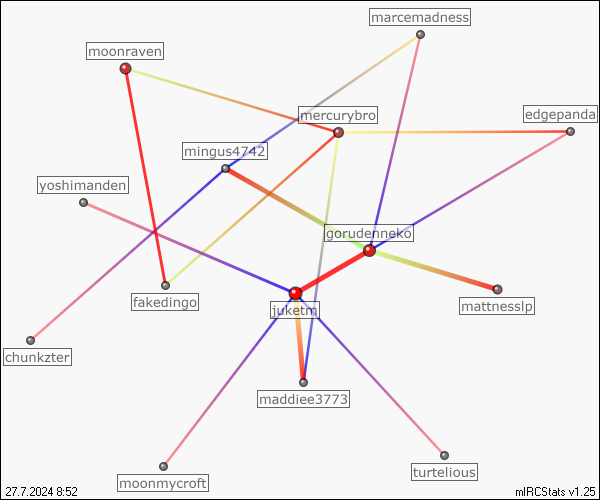 marcemadness
moonraven
mercurybro
edgepanda
mingus4742
yoshimanden
gorudenneko
fakedingo
juketm
mattnesslp
chunkzter
maddiee3773
turtelious
moonmycroft
27.7.2024 8:52
mIRCStats v1.25